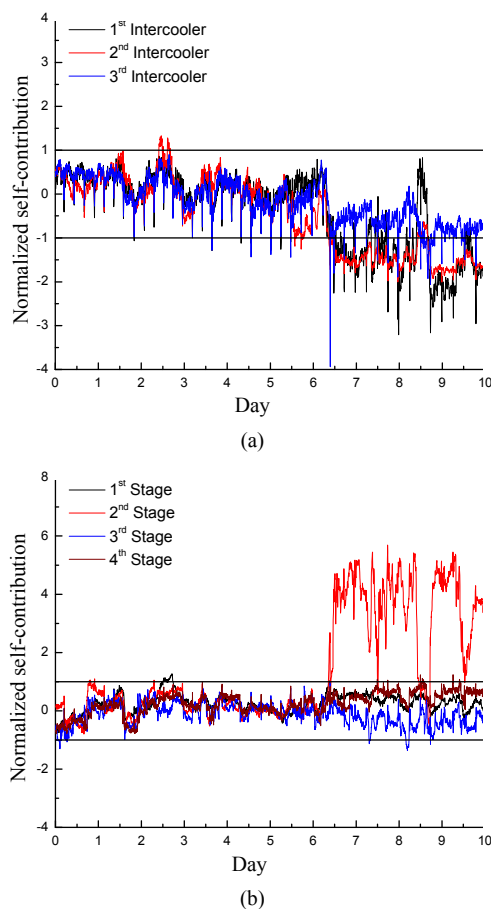 4
1st Intercooler
2nd Intercooler
3rd Intercooler
3
2
1
0
-1
-2
-3
-4
Normalized self-contribution
0 1 2 3 4 5 6 7 8 9 10
Day
(a)
8
1st Stage
2nd Stage
3rd Stage
4th Stage
6
4
2
0
-2
-4
Normalized self-contribution
0 1 2 3 4 5 6 7 8 9 10
Day
(b)